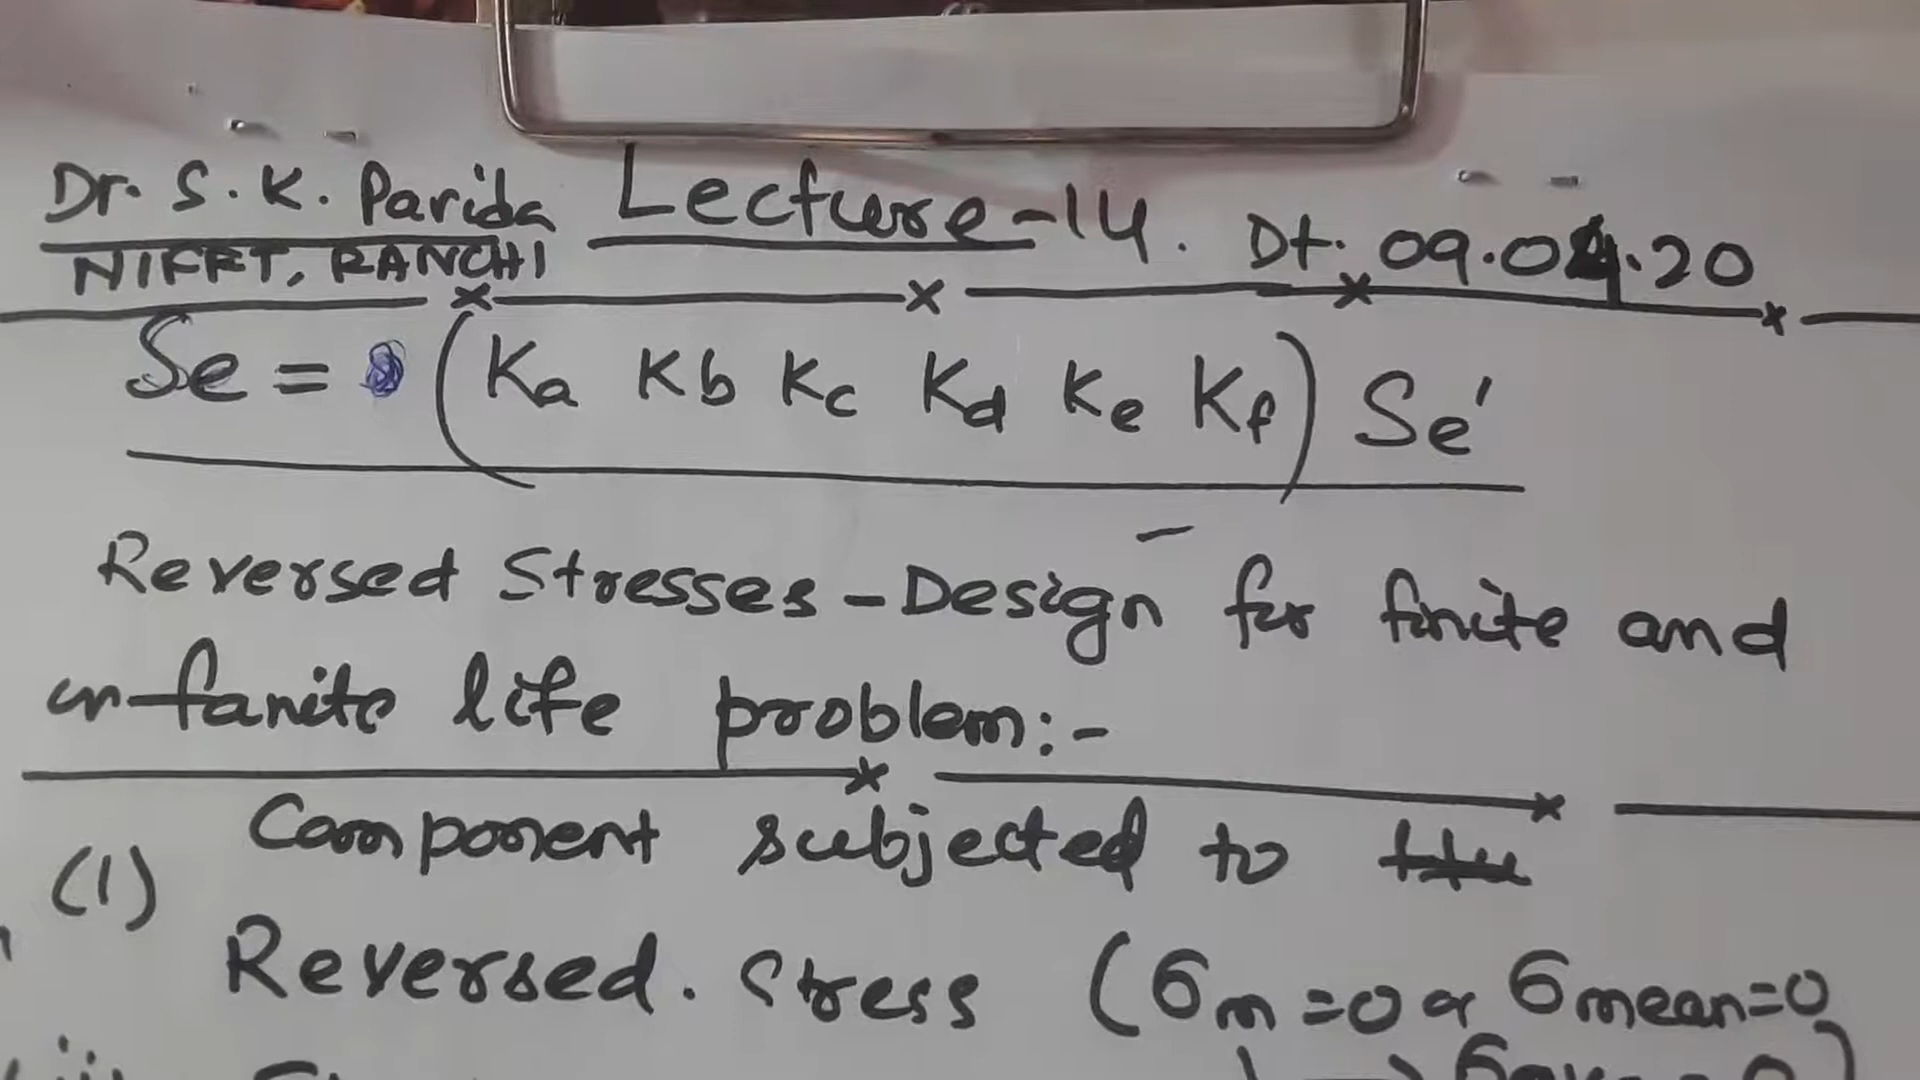 Dr. S. K. Parida Lecture-14. Dt. 09.04.20
NIFFT, RANCHI
Se = (Ka Kb Kc Kd Ke Kf) Se'
Reversed Stresses - Design for finite and
infanite life problem:-
(1) Component subjected to
Reversed. Stress (σm=0 or σmean=0